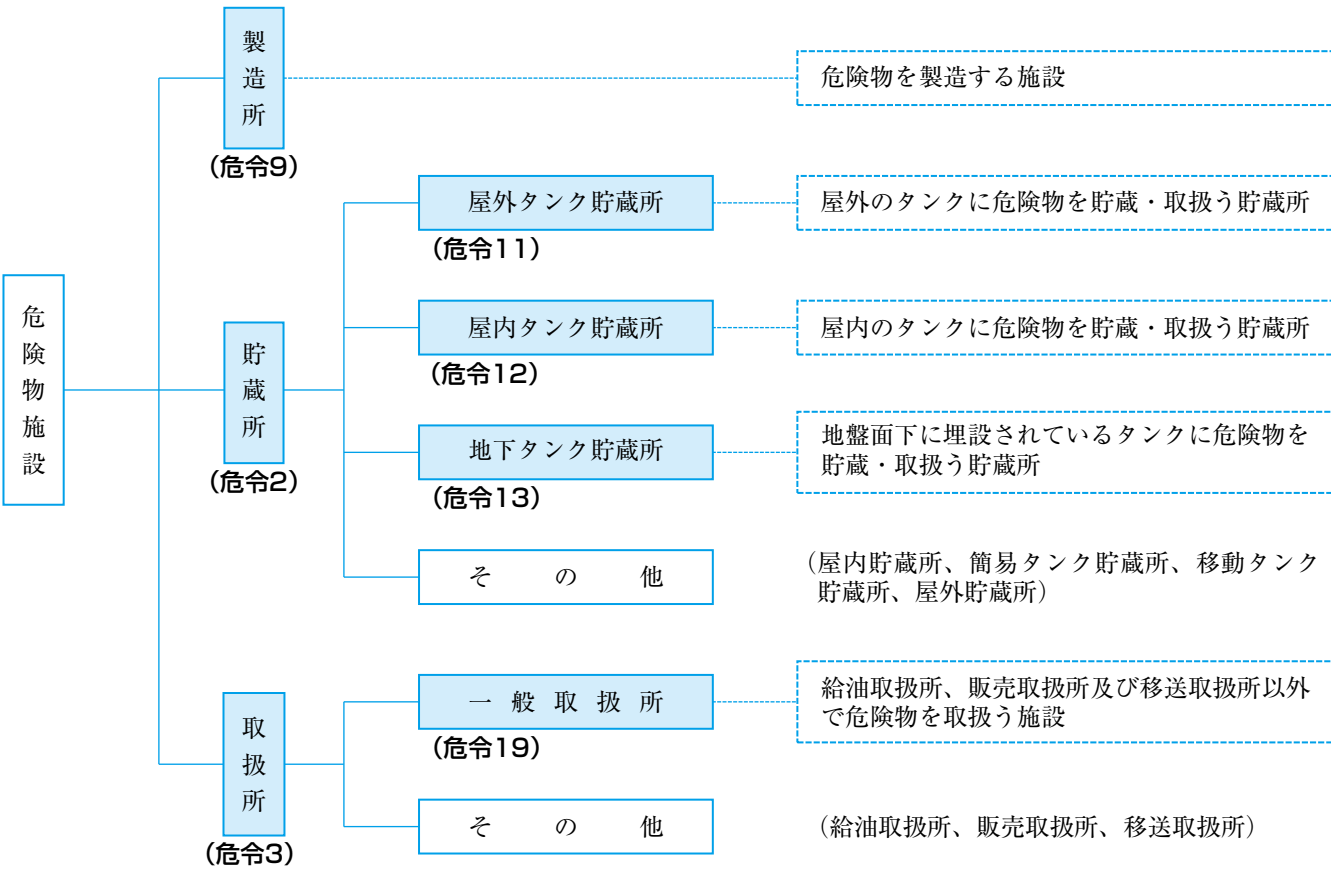 危険物施設
製造所
(危令9)
危険物を製造する施設
貯蔵所
(危令2)
屋外タンク貯蔵所
(危令11)
屋外のタンクに危険物を貯蔵・取扱う貯蔵所
屋内タンク貯蔵所
(危令12)
屋内のタンクに危険物を貯蔵・取扱う貯蔵所
地下タンク貯蔵所
(危令13)
地盤面下に埋設されているタンクに危険物を
貯蔵・取扱う貯蔵所
その他
(屋内貯蔵所、簡易タンク貯蔵所、移動タンク
貯蔵所、屋外貯蔵所)
取扱所
(危令3)
一般取扱所
(危令19)
給油取扱所、販売取扱所及び移送取扱所以外
で危険物を取扱う施設
その他
(給油取扱所、販売取扱所、移送取扱所)